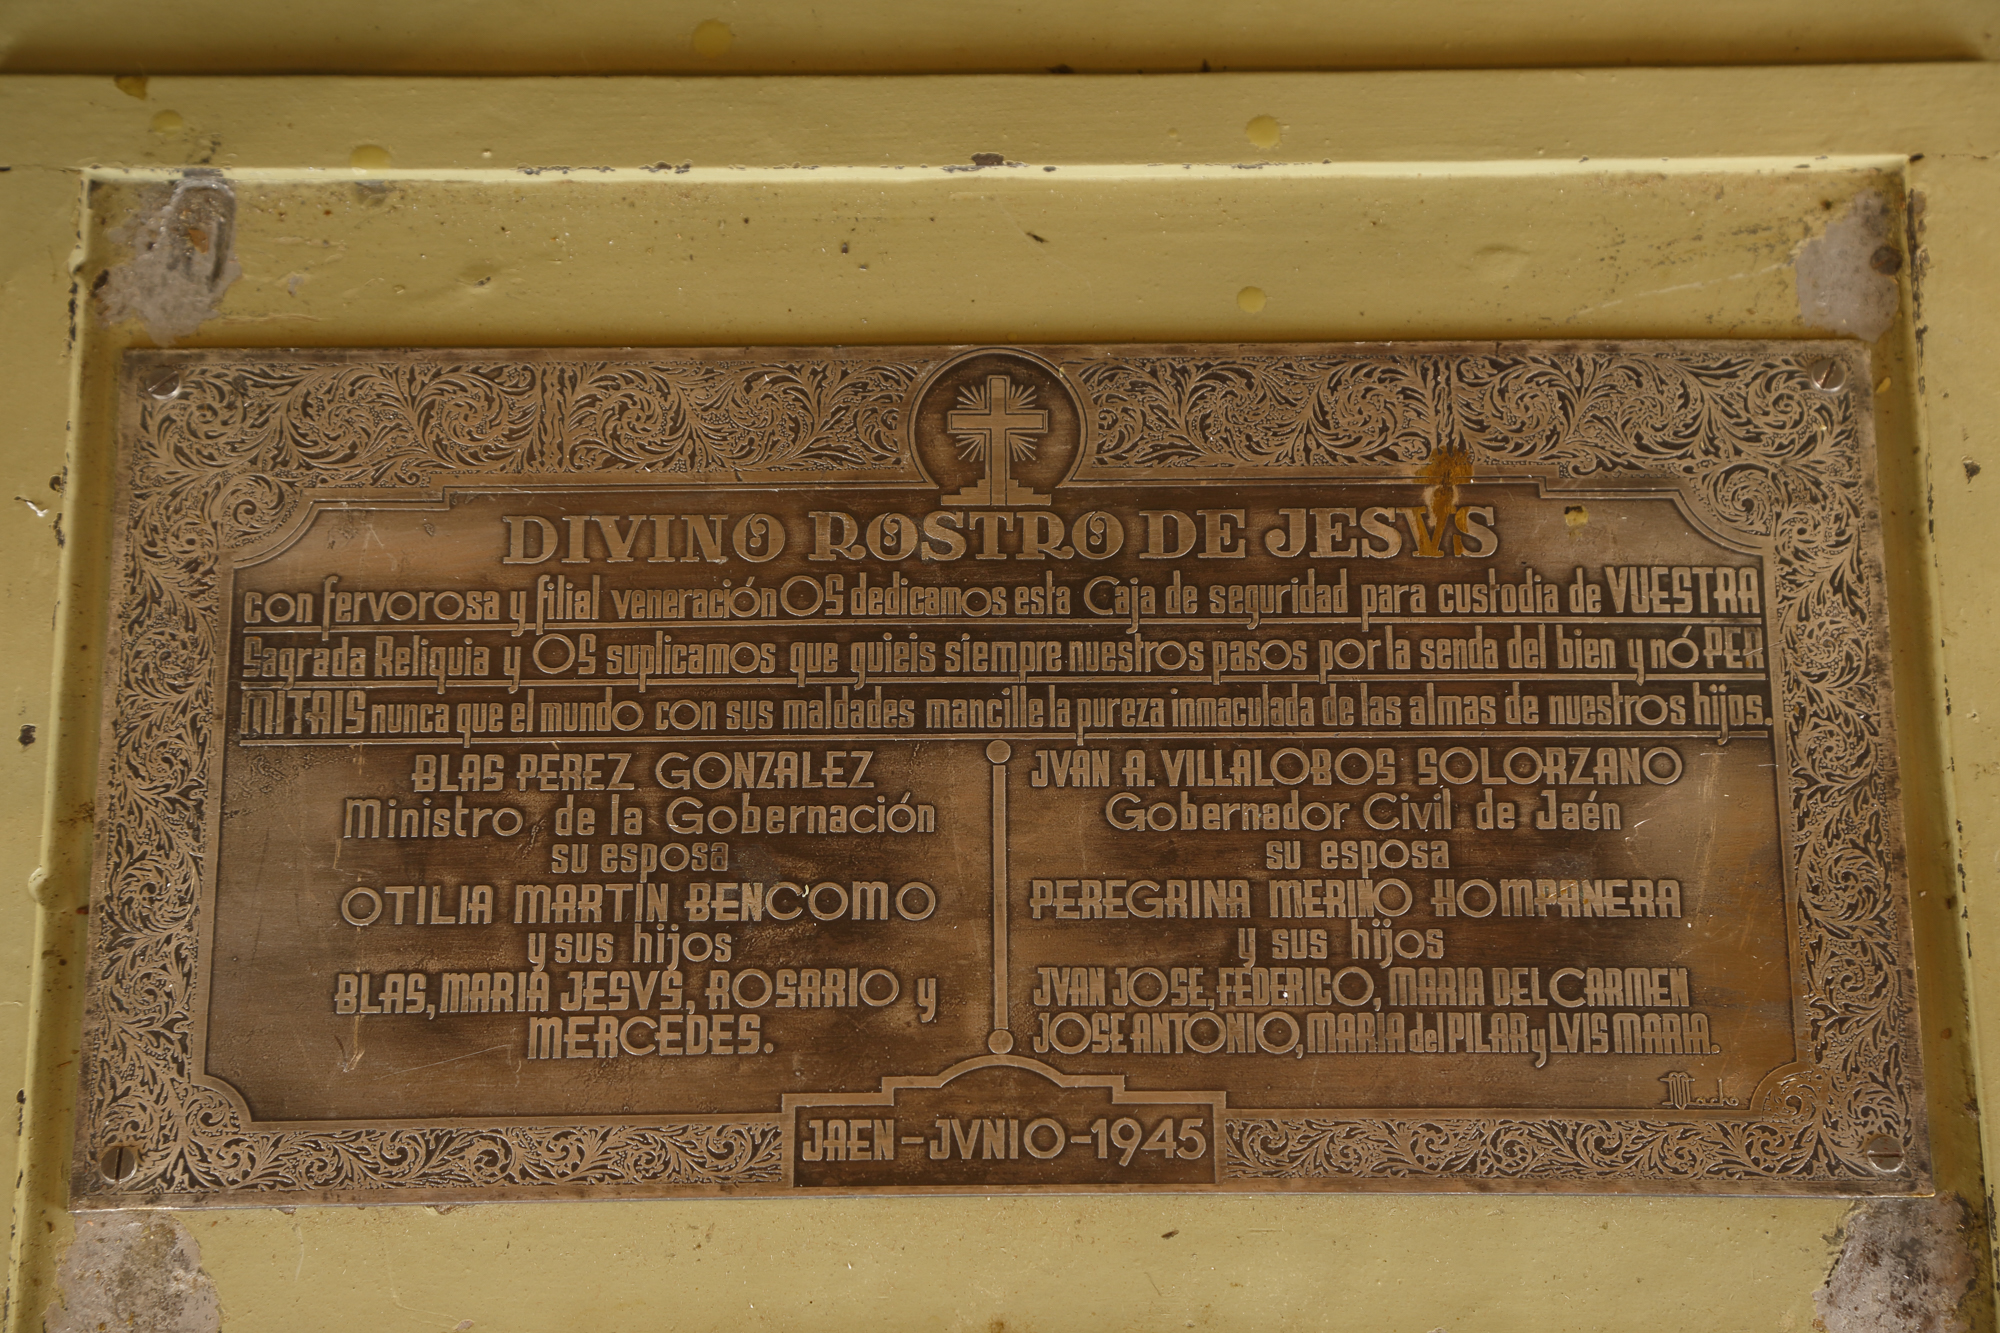 DIVINO ROSTRO DE JESVS
con fervorosa y filial veneración OS dedicamos esta Caja de seguridad para custodia de VUESTRA
Sagrada Reliquia y OS suplicamos que guieis siempre nuestros pasos por la senda del bien y nó PER
MITAIS nunca que el mundo con sus maldades mancille la pureza inmaculada de las almas de nuestros hijos.
BLAS PEREZ GONZALEZ
Ministro de la Gobernación
su esposa
OTILIA MARTIN BENCOMO
y sus hijos
BLAS, MARIA JESVS, ROSARIO y
MERCEDES.
JVAN A. VILLALOBOS SOLORZANO
Gobernador Civil de Jaén
su esposa
PEREGRINA MERINO HOMPANERA
y sus hijos
JVAN JOSE, FEDERICO, MARIA DEL CARMEN
JOSE ANTONIO, MARIA del PILAR y LVIS MARIA.
JAEN-JVNIO-1945